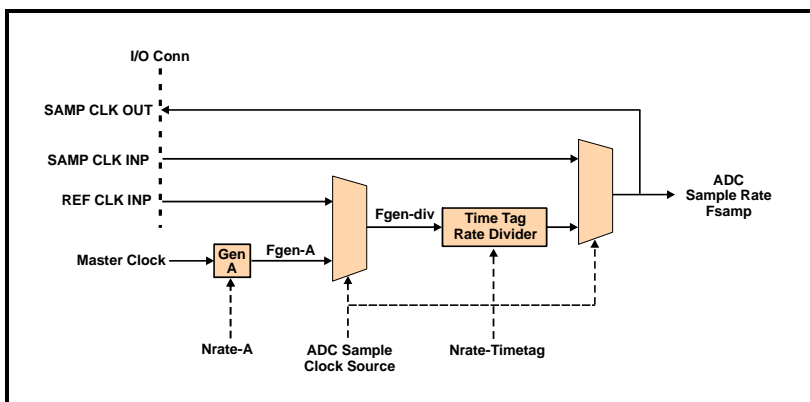 I/O Conn
SAMP CLK OUT
SAMP CLK INP
REF CLK INP
Master Clock
Gen
A
Fgen-A
Fgen-div
Time Tag
Rate Divider
ADC
Sample Rate
Fsamp
Nrate-A
ADC Sample
Clock Source
Nrate-Timetag